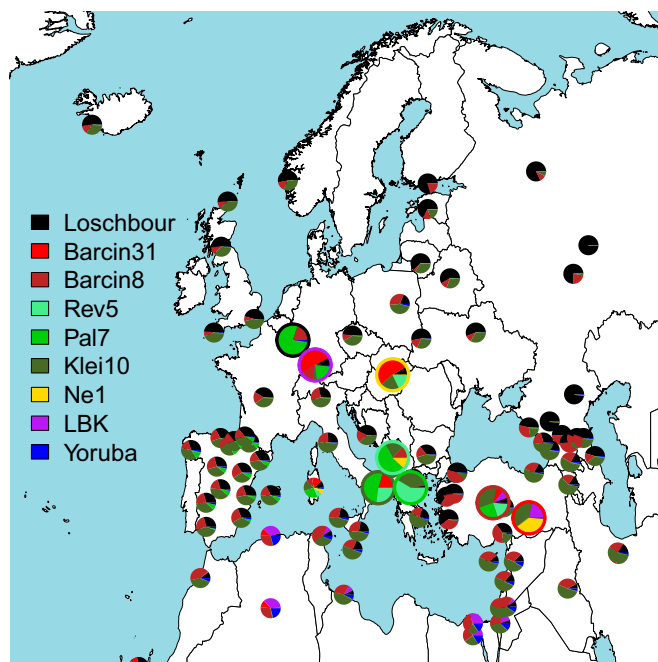 Loschbour
Barcin31
Barcin8
Rev5
Pal7
Klei10
Ne1
LBK
Yoruba